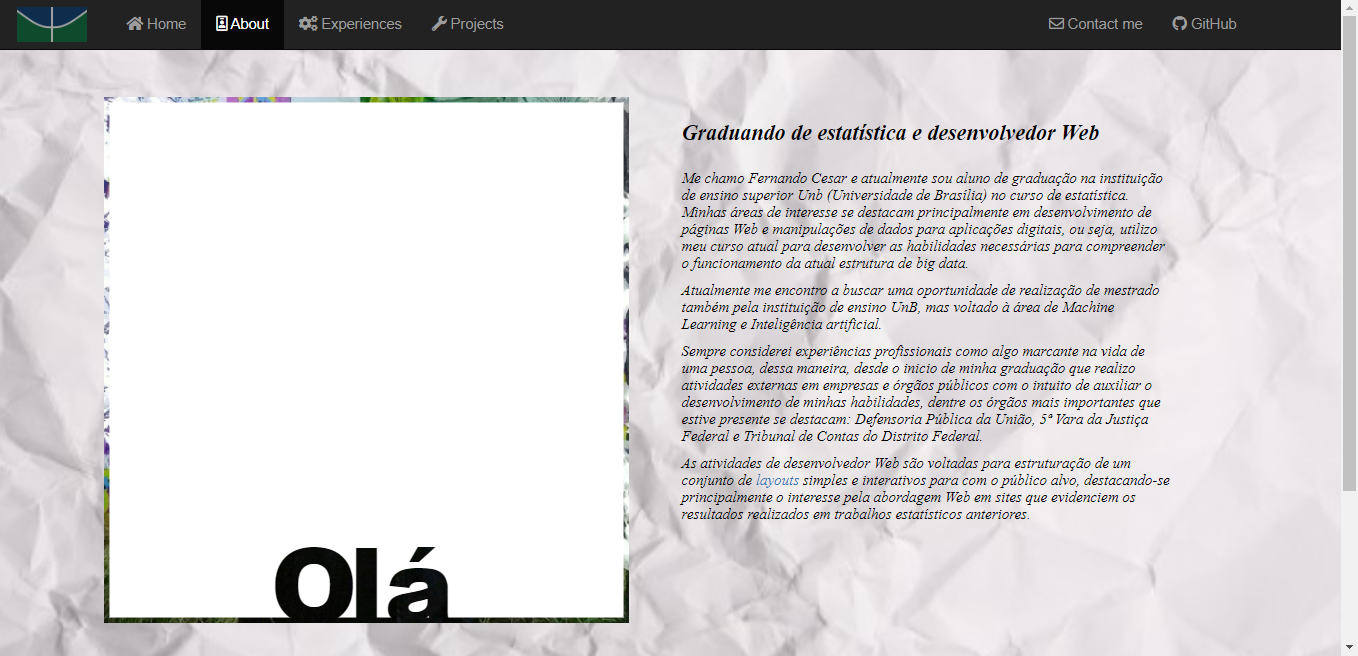 Home About Experiences Projects Contact me GitHub
Graduando de estatística e desenvolvedor Web
Me chamo Fernando Cesar e atualmente sou aluno de graduação na instituição
de ensino superior Unb (Universidade de Brasília) no curso de estatística.
Minhas áreas de interesse se destacam principalmente em desenvolvimento de
páginas Web e manipulações de dados para aplicações digitais, ou seja, utilizo
meu curso atual para desenvolver as habilidades necessárias para compreender
o funcionamento da atual estrutura de big data.
Atualmente me encontro a buscar uma oportunidade de realização de mestrado
também pela instituição de ensino UnB, mas voltado à área de Machine
Learning e Inteligência artificial.
Sempre considerei experiências profissionais como algo marcante na vida de
uma pessoa, dessa maneira, desde o inicio de minha graduação que realizo
atividades externas em empresas e órgãos públicos com o intuito de auxiliar o
desenvolvimento de minhas habilidades, dentre os órgãos mais importantes que
estive presente se destacam: Defensoria Pública da União, 5ª Vara da Justiça
Federal e Tribunal de Contas do Distrito Federal.
As atividades de desenvolvedor Web são voltadas para estruturação de um
conjunto de layouts simples e interativos para com o público alvo, destacando-se
principalmente o interesse pela abordagem Web em sites que evidenciem os
resultados realizados em trabalhos estatísticos anteriores.
Olá